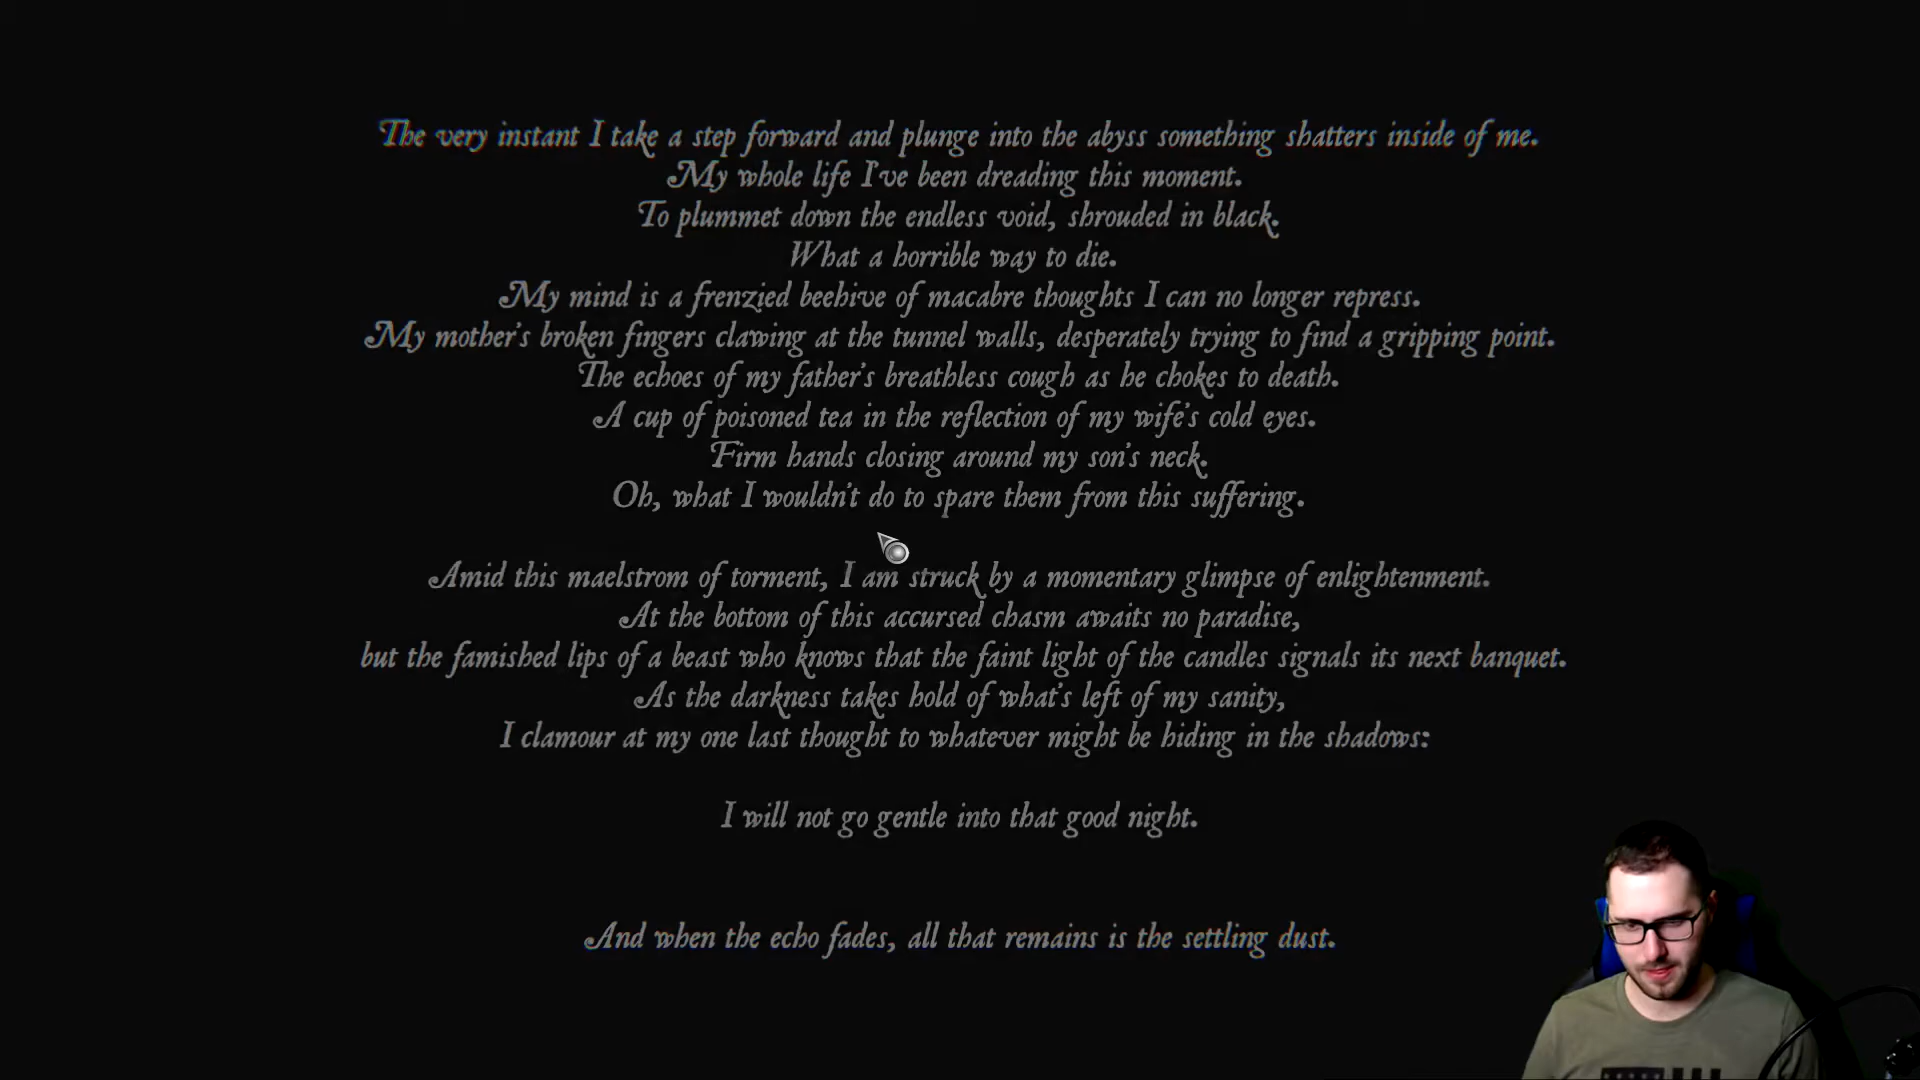 The very instant I take a step forward and plunge into the abyss something shatters inside of me.
My whole life I've been dreading this moment.
To plummet down the endless void, shrouded in black.
What a horrible way to die.
My mind is a frenzied beehive of macabre thoughts I can no longer repress.
My mother's broken fingers clawing at the tunnel walls, desperately trying to find a gripping point.
The echoes of my father's breathless cough as he chokes to death.
A cup of poisoned tea in the reflection of my wife's cold eyes.
Firm hands closing around my son's neck.
Oh, what I wouldn't do to spare them from this suffering.
Amid this maelstrom of torment, I am struck by a momentary glimpse of enlightenment.
At the bottom of this accursed chasm awaits no paradise,
but the famished lips of a beast who knows that the faint light of the candles signals its next banquet.
As the darkness takes hold of what's left of my sanity,
I clamour at my one last thought to whatever might be hiding in the shadows:
I will not go gentle into that good night.
And when the echo fades, all that remains is the settling dust.